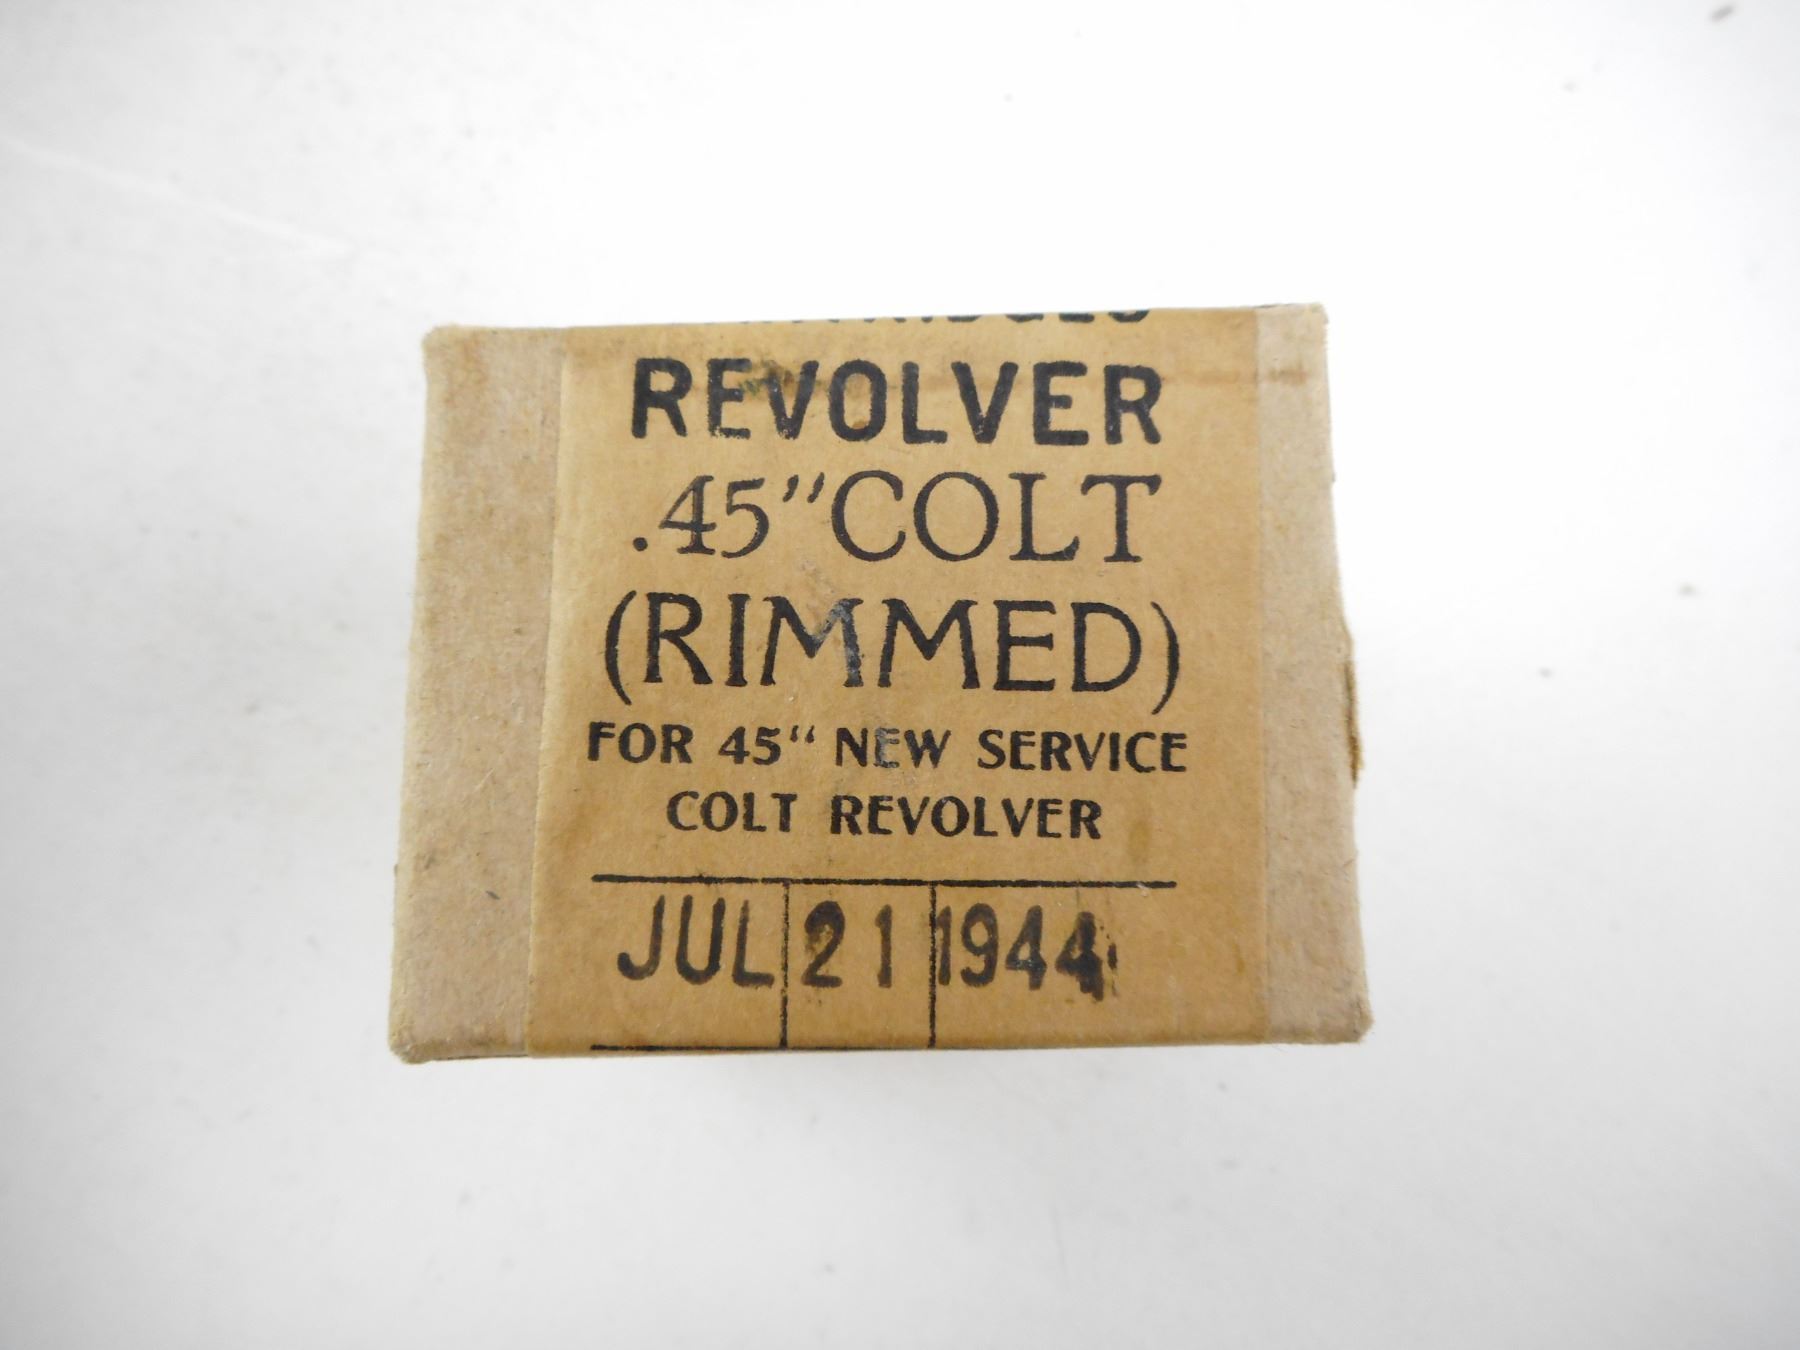 REVOLVER
.45" COLT
(RIMMED)
FOR 45" NEW SERVICE
COLT REVOLVER
JUL 21 1944